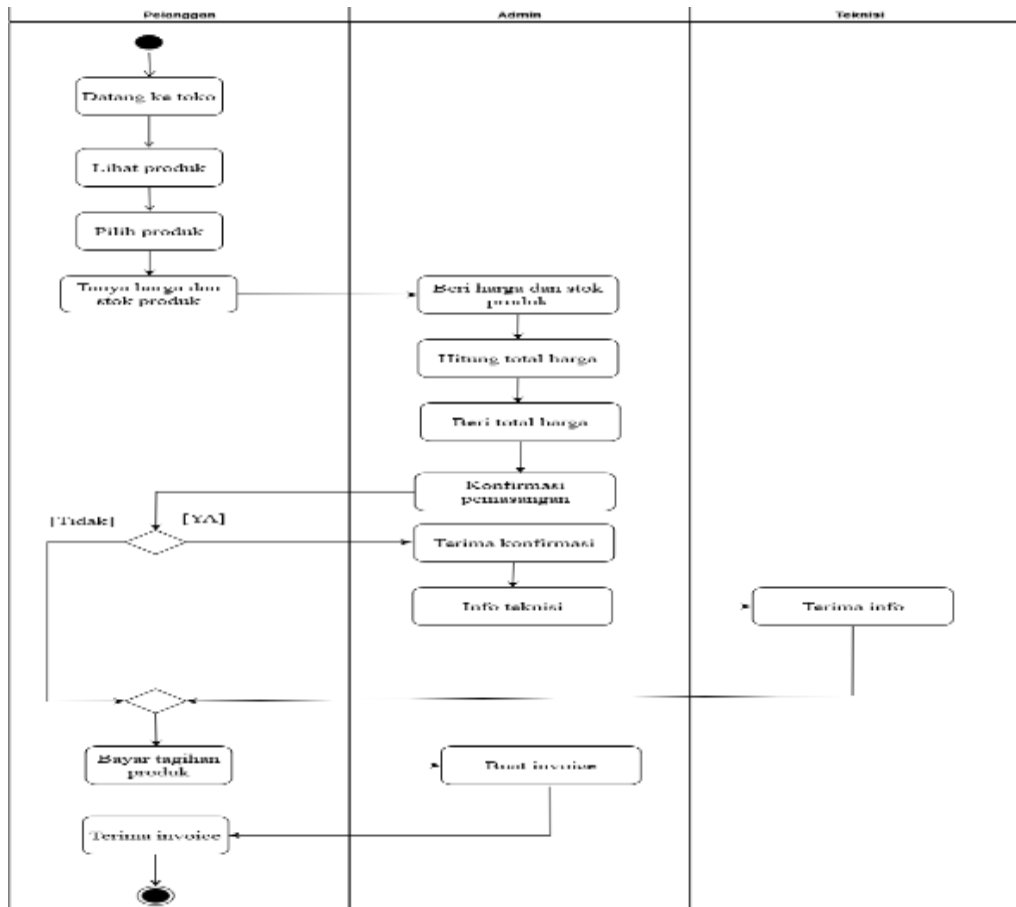 Pelanggan
Admin
Teknisi
Datang ke toko
Lihat produk
Pilih produk
Tanya harga dan
stok produk
Beri harga dan stok
produk
Hitung total harga
Beri total harga
Konfirmasi
pemasangan
[Tidak]
[YA]
Terima konfirmasi
Info teknisi
Terima info
Bayar tagihan
produk
Buat invoice
Terima invoice